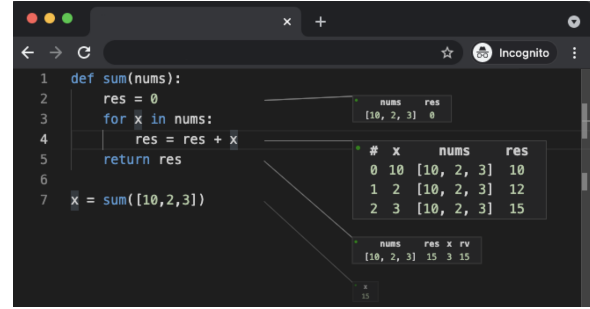 Incognito
1 def sum(nums):
2 res = 0
3 for x in nums:
4 res = res + x
5 return res
6
7 x = sum([10,2,3])
nums res
[10, 2, 3] 0
# x nums res
0 10 [10, 2, 3] 10
1 2 [10, 2, 3] 12
2 3 [10, 2, 3] 15
nums res x rv
[10, 2, 3] 15 3 15
x
15